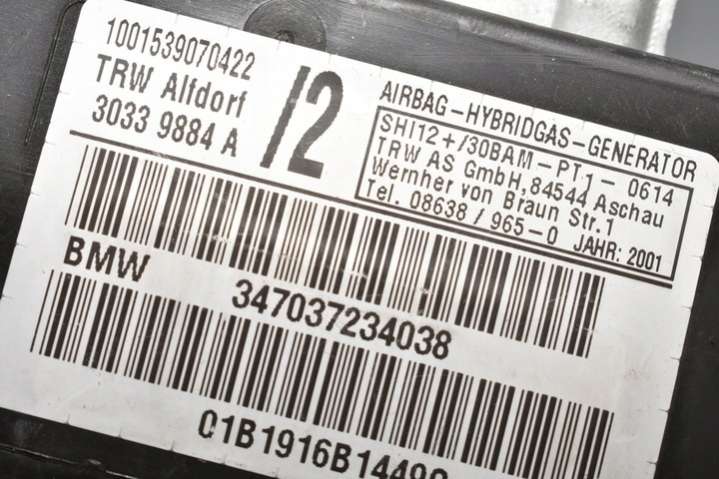 1001539070422
TRW Alfdorf
3033 9884 A
/2
AIRBAG-HYBRIDGAS-GENERATOR
SHI12+/30BAM-PT1-0614
TRW AS GmbH, 84544 Aschau
Wernher von Braun Str.1
Tel. 08638 / 965-0 JAHR: 2001
BMW 347037234038